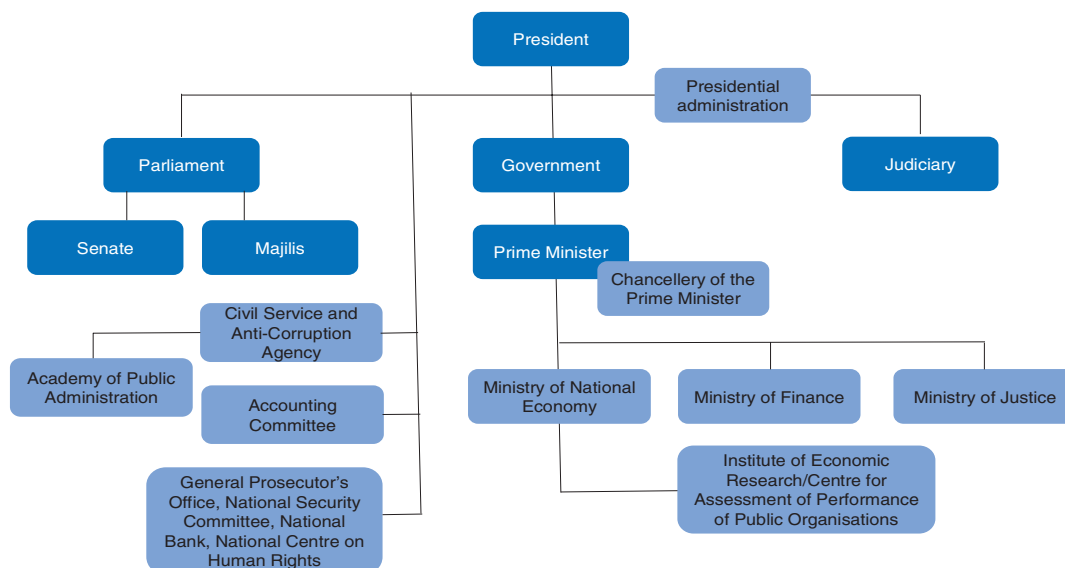 President
Presidential
administration
Parliament
Government
Judiciary
Senate
Majilis
Prime Minister
Chancellery of the
Prime Minister
Civil Service and
Anti-Corruption
Agency
Academy of Public
Administration
Ministry of National
Economy
Ministry of Finance
Ministry of Justice
Accounting
Committee
General Prosecutor's
Office, National Security
Committee, National
Bank, National Centre on
Human Rights
Institute of Economic
Research/Centre for
Assessment of Performance
of Public Organisations